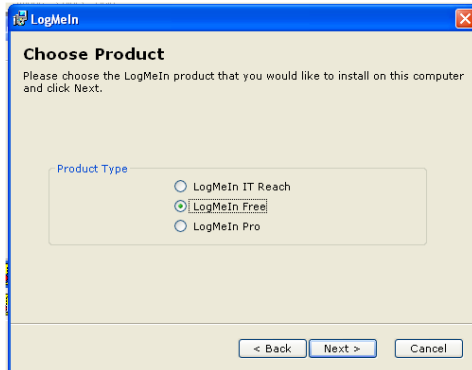 LogMeIn
Choose Product
Please choose the LogMeIn product that you would like to install on this computer
and click Next.
Product Type
LogMeIn IT Reach
LogMeIn Free
LogMeIn Pro
< Back Next > Cancel